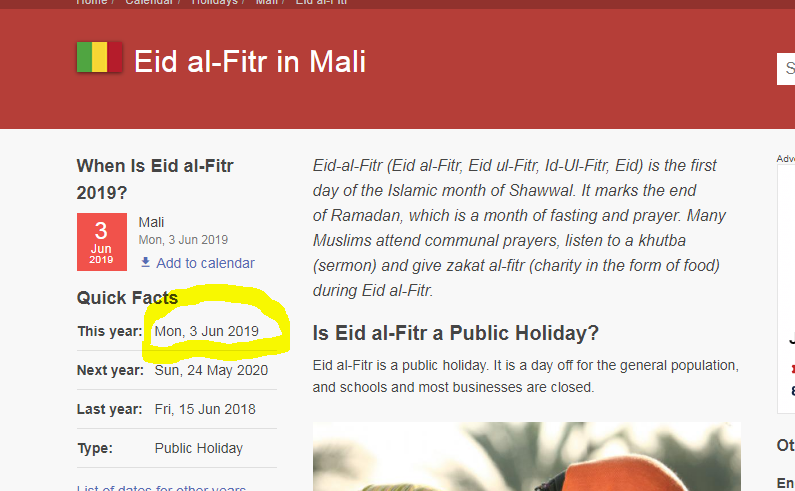 Home / Calendar / Holidays / Mali / Eid al-Fitr
Eid al-Fitr in Mali
S
When Is Eid al-Fitr
2019?
3
Jun
2019
Mali
Mon, 3 Jun 2019
Add to calendar
Quick Facts
This year: Mon, 3 Jun 2019
Next year: Sun, 24 May 2020
Last year: Fri, 15 Jun 2018
Type: Public Holiday
List of dates for other years
Eid-al-Fitr (Eid al-Fitr, Eid ul-Fitr, Id-Ul-Fitr, Eid) is the first
day of the Islamic month of Shawwal. It marks the end
of Ramadan, which is a month of fasting and prayer. Many
Muslims attend communal prayers, listen to a khutba
(sermon) and give zakat al-fitr (charity in the form of food)
during Eid al-Fitr.
Is Eid al-Fitr a Public Holiday?
Eid al-Fitr is a public holiday. It is a day off for the general population,
and schools and most businesses are closed.
Adv
Ot
En